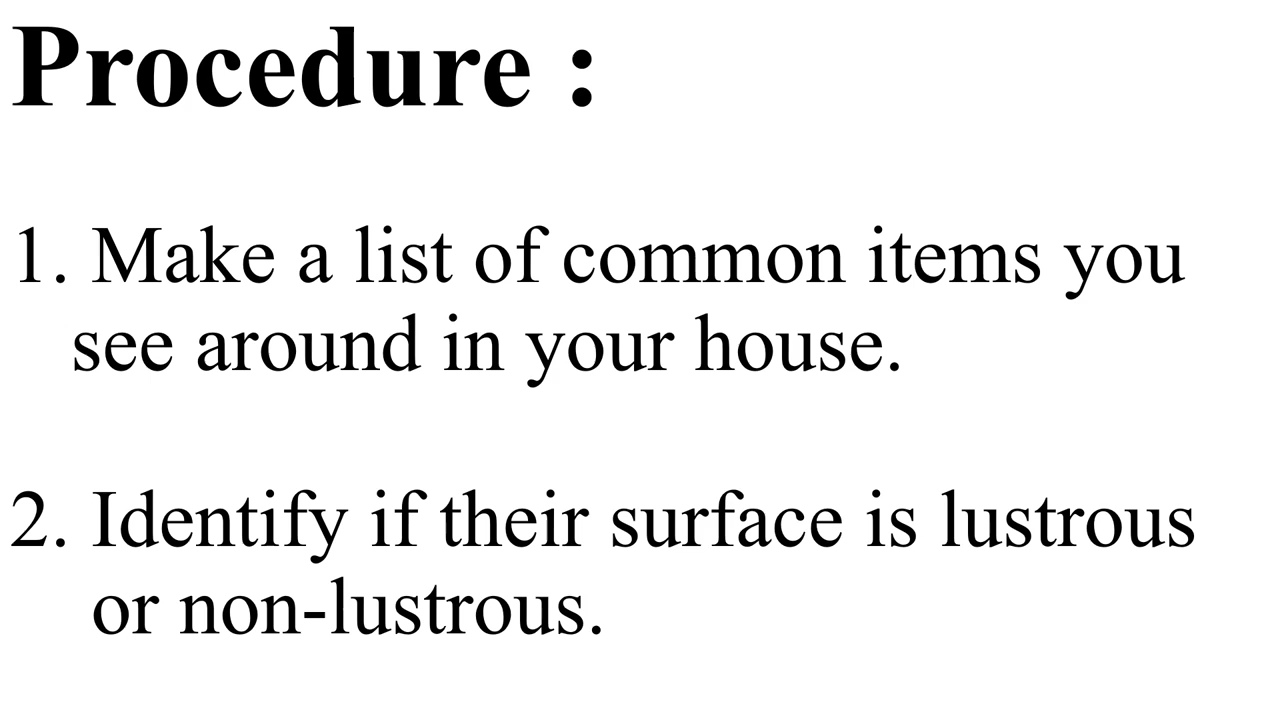 Procedure :
1. Make a list of common items you
see around in your house.
2. Identify if their surface is lustrous
or non-lustrous.